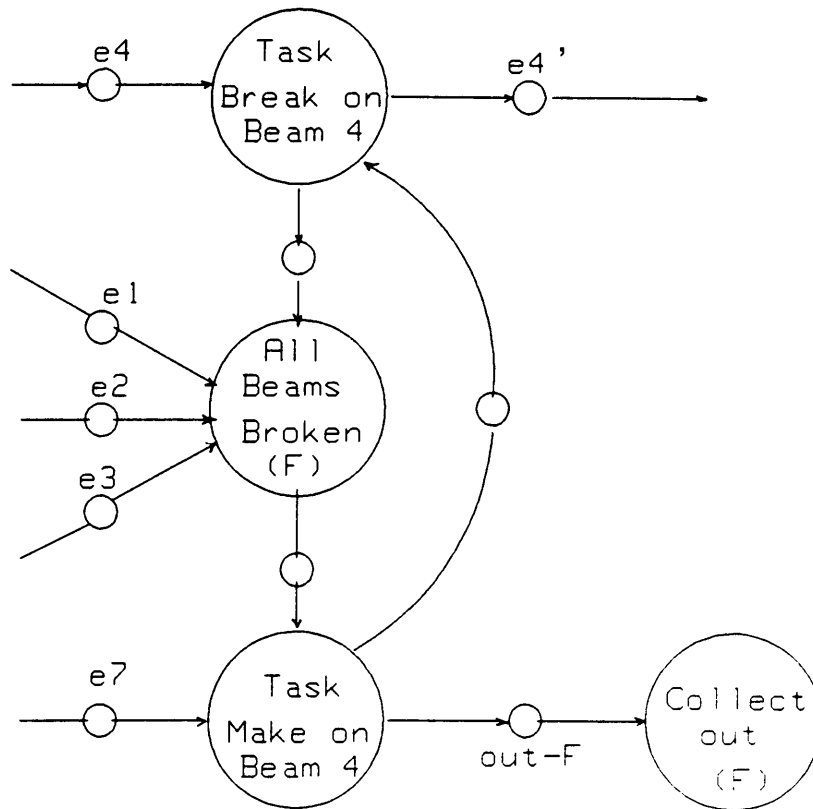 e4
Task
Break on
Beam 4
e4'
e1
All
Beams
Broken
(F)
e2
e3
e7
Task
Make on
Beam 4
out-F
Collect
out
(F)